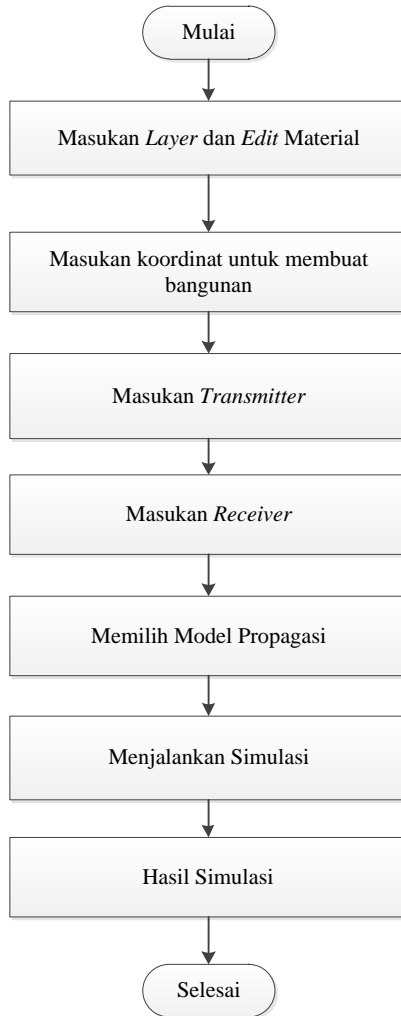 Mulai
Masukan Layer dan Edit Material
Masukan koordinat untuk membuat
bangunan
Masukan Transmitter
Masukan Receiver
Memilih Model Propagasi
Menjalankan Simulasi
Hasil Simulasi
Selesai